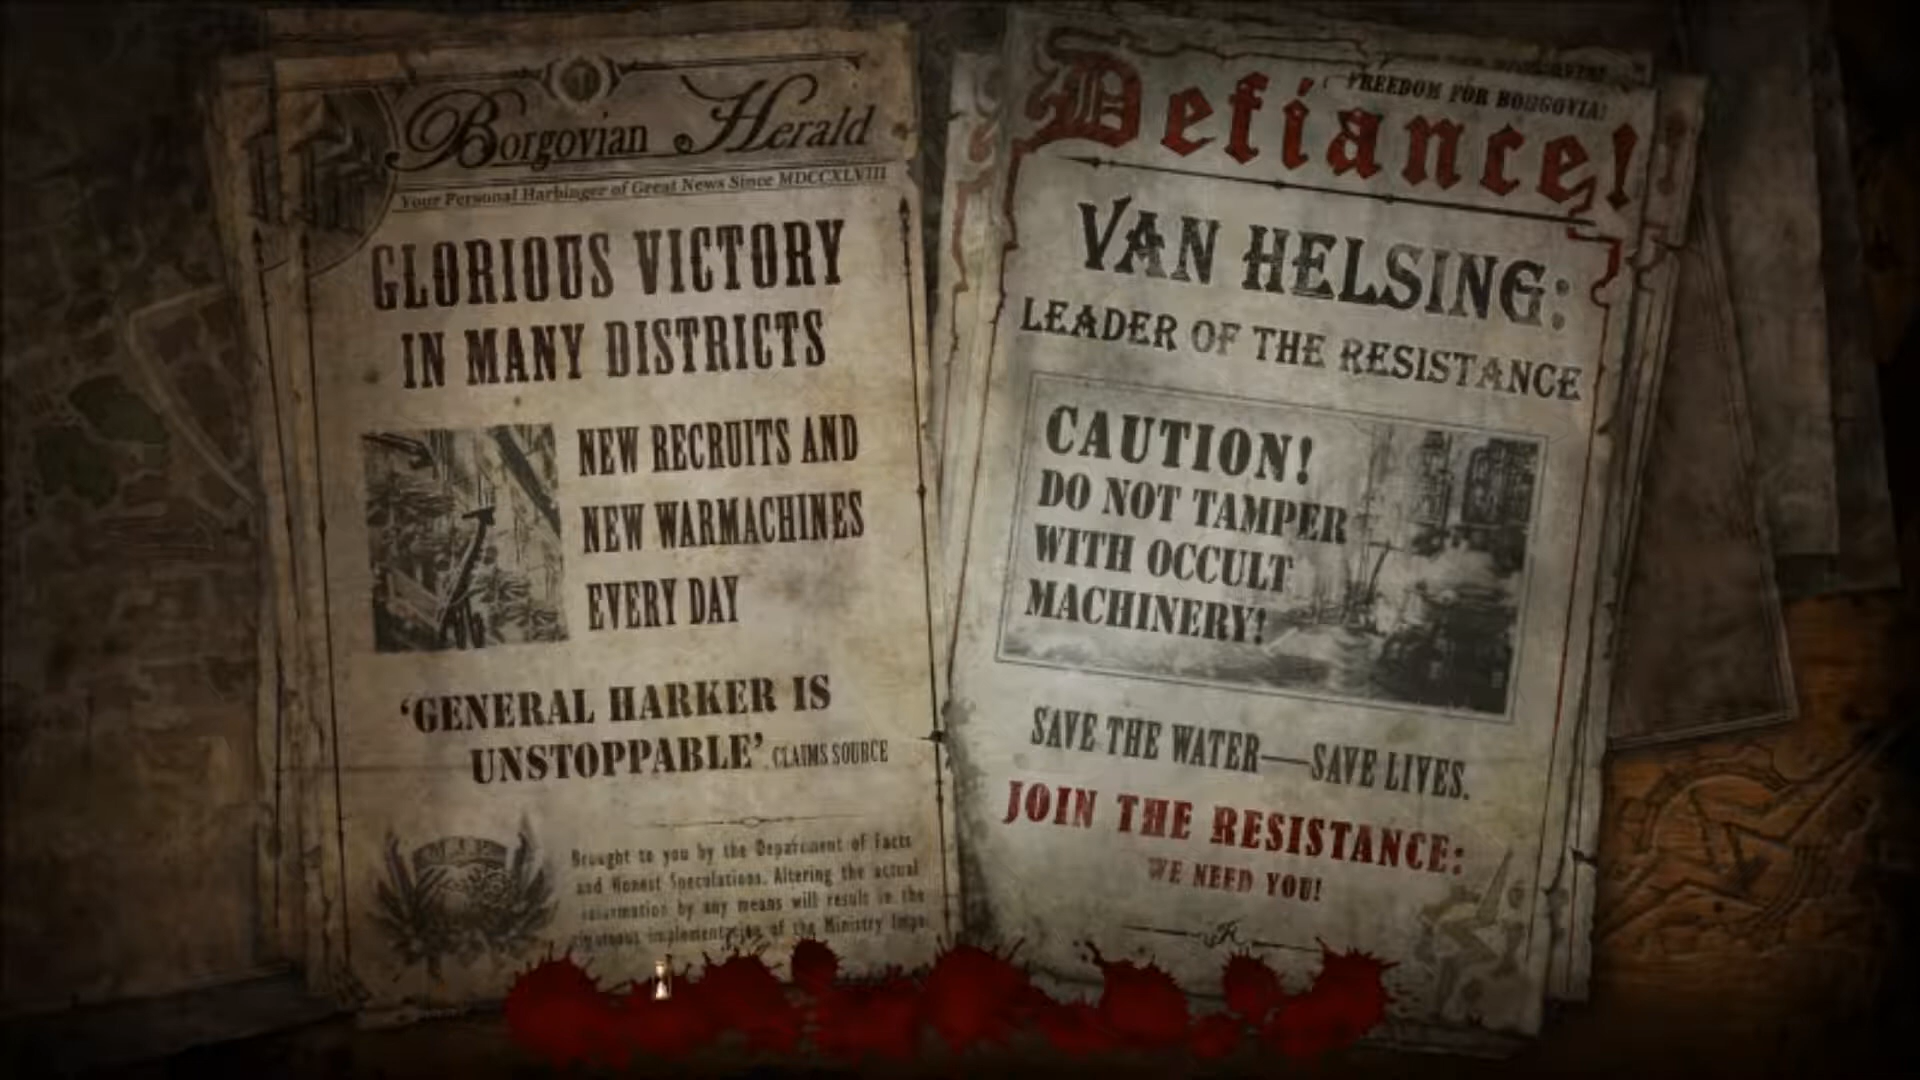 Borgovian Herald
Your Personal Harbinger of Great News Since MDCCXLVIII
GLORIOUS VICTORY
IN MANY DISTRICTS
NEW RECRUITS AND
NEW WARMACHINES
EVERY DAY
‘GENERAL HARKER IS
UNSTOPPABLE’ CLAIMS SOURCE
Brought to you by the Department of Facts
and Honest Speculations. Altering the actual
information by any means will result in the
implementation of the Ministry
FREEDOM FOR BORGOVIA!
Defiance!
VAN HELSING:
LEADER OF THE RESISTANCE
CAUTION!
DO NOT TAMPER
WITH OCCULT
MACHINERY!
SAVE THE WATER—SAVE LIVES.
JOIN THE RESISTANCE:
WE NEED YOU!